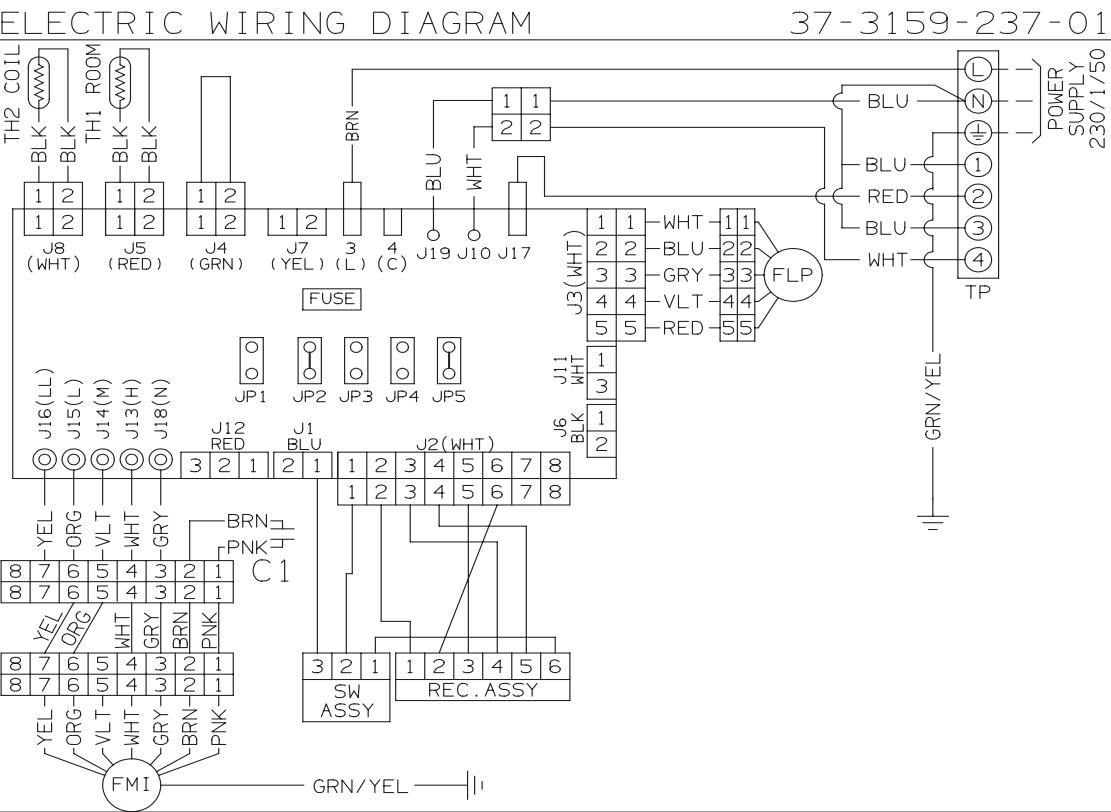 ELECTRIC WIRING DIAGRAM
37-3159-237-01
TH2 COIL
TH1 ROOM
BLK
BLK
BLK
BLK
BRN
BLU
WHT
1 1
2 2
L
N
1
2
3
4
TP
POWER
SUPPLY
230/1/50
BLU
BLU
RED
BLU
WHT
GRN/YEL
1 2
1 2
J8
(WHT)
1 2
1 2
J5
(RED)
1 2
1 2
J4
(GRN)
1 2
J7
(YEL)
3
(L)
4
(C)
J19
J10
J17
J3(WHT)
1 1 WHT 1 1
2 2 BLU 2 2
3 3 GRY 3 3
4 4 VLT 4 4
5 5 RED 5 5
FLP
FUSE
JP1
JP2
JP3
JP4
JP5
J11
WHT
1
3
J6
BLK
1
2
J16(LL)
J15(L)
J14(M)
J13(H)
J18(N)
J12
RED
3 2 1
J1
BLU
2 1
J2(WHT)
1 2 3 4 5 6 7 8
1 2 3 4 5 6 7 8
YEL
ORG
VLT
WHT
GRY
BRN
PNK
C1
8 7 6 5 4 3 2 1
8 7 6 5 4 3 2 1
YEL
ORG
WHT
GRY
BRN
PNK
8 7 6 5 4 3 2 1
8 7 6 5 4 3 2 1
YEL
ORG
VLT
WHT
GRY
BRN
PNK
FMI
GRN/YEL
3 2 1
SW
ASSY
1 2 3 4 5 6
REC.ASSY